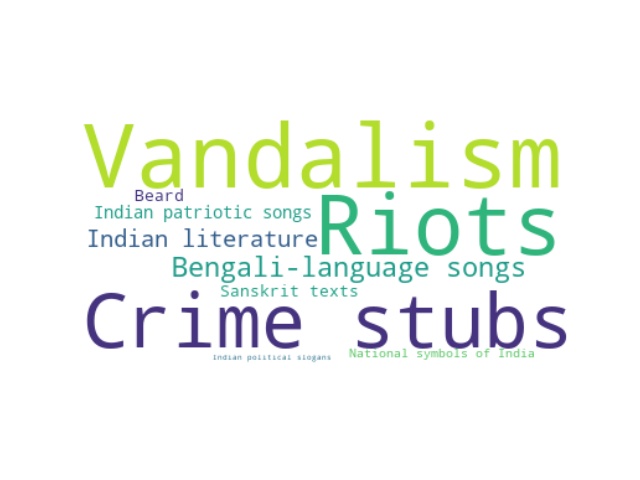 Vandalism
Beard
Indian patriotic songs
Riots
Indian literature
Bengali-language songs
Sanskrit texts
Crime stubs
Indian political slogans
National symbols of India